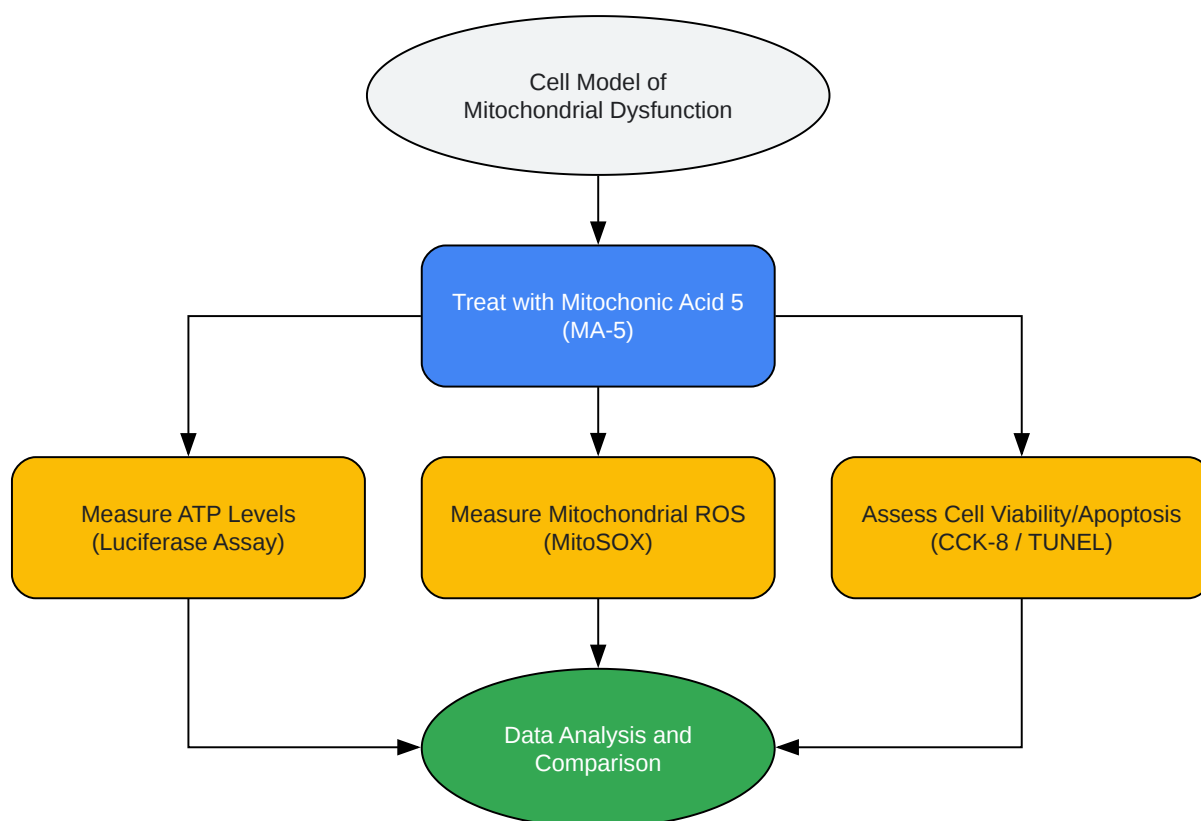 Cell Model of
Mitochondrial Dysfunction
Treat with Mitochonic Acid 5
(MA-5)
Measure ATP Levels
(Luciferase Assay)
Measure Mitochondrial ROS
(MitoSOX)
Assess Cell Viability/Apoptosis
(CCK-8 / TUNEL)
Data Analysis and
Comparison